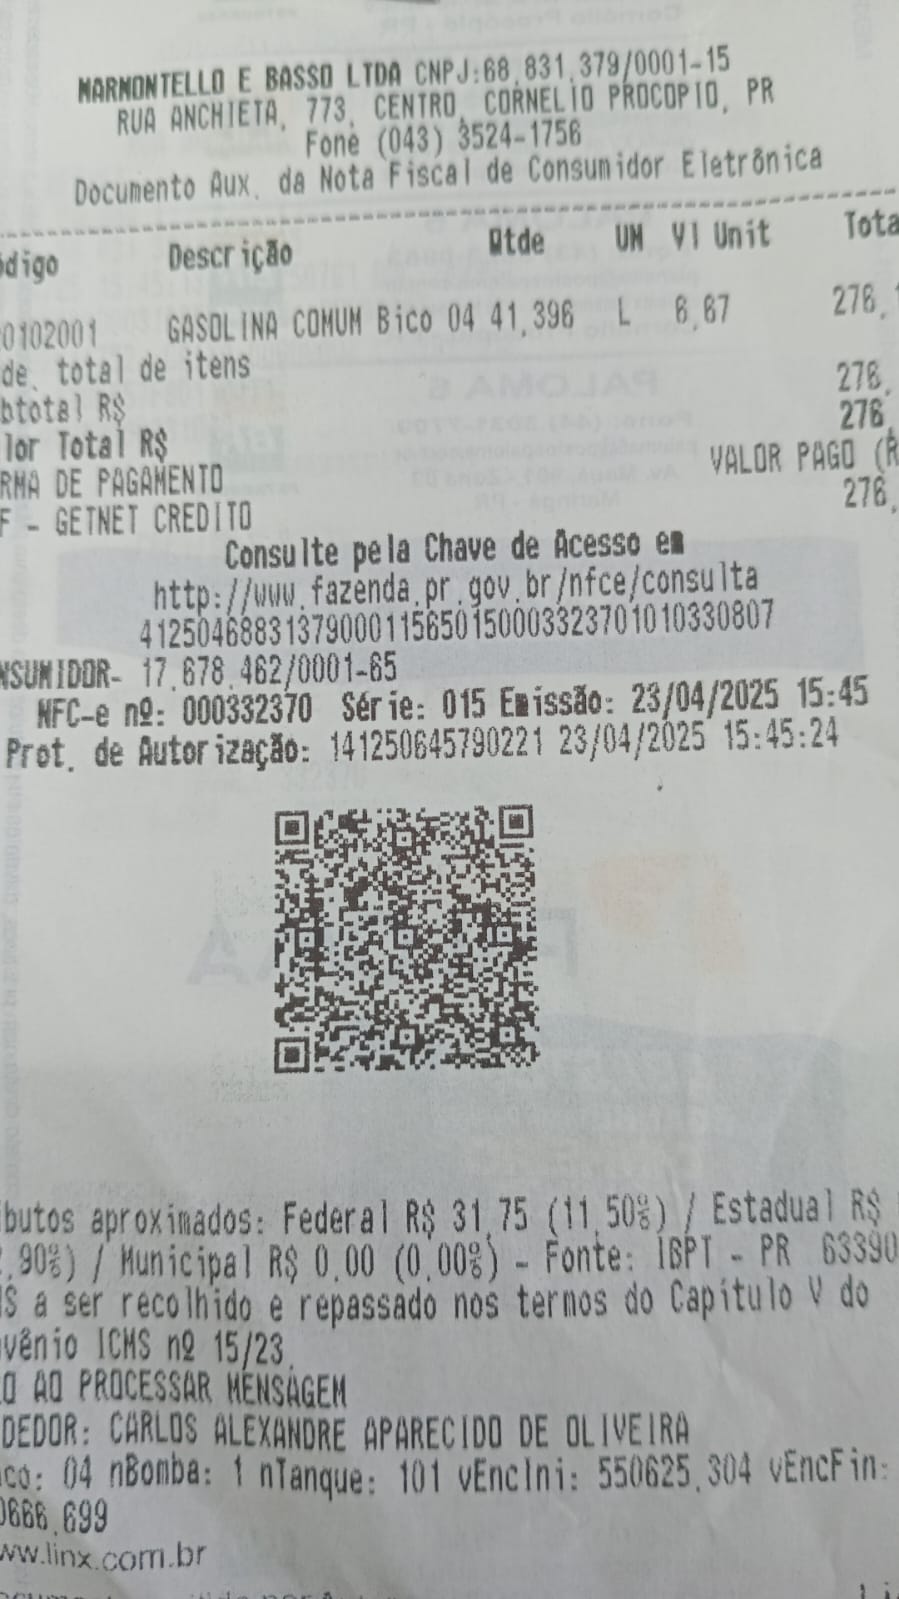 MARMONTELLO E BASSO LTDA CNPJ:68.831.379/0001-15
RUA ANCHIETA, 773, CENTRO, CORNELIO PROCOPIO, PR
Fone (043) 3524-1756
Documento Aux. da Nota Fiscal de Consumidor Eletrônica
ódigo Descrição Qtde UM Vl Unit Tota
0102001 GASOLINA COMUM Bico 04 41,396 L 6,67 276,1
de. total de itens
btotal R$ 276,
lor Total R$ 276,
RMA DE PAGAMENTO VALOR PAGO (R
F - GETNET CREDITO 276,
Consulte pela Chave de Acesso em
http://www.fazenda.pr.gov.br/nfce/consulta
41250468831379000115650150003323701010330807
NSUMIDOR- 17.678.462/0001-65
NFC-e nº: 000332370 Série: 015 Emissão: 23/04/2025 15:45
Prot. de Autorização: 141250645790221 23/04/2025 15:45:24
butos aproximados: Federal R$ 31,75 (11,50%) / Estadual R$
,90%) / Municipal R$ 0,00 (0,00%) - Fonte: IBPT - PR 63390
S a ser recolhido e repassado nos termos do Capítulo V do
vênio ICMS nº 15/23.
O AO PROCESSAR MENSAGEM
DEDOR: CARLOS ALEXANDRE APARECIDO DE OLIVEIRA
ico: 04 nBomba: 1 nTanque: 101 vEncIni: 550625,304 vEncFin:
0666,699
ww.linx.com.br